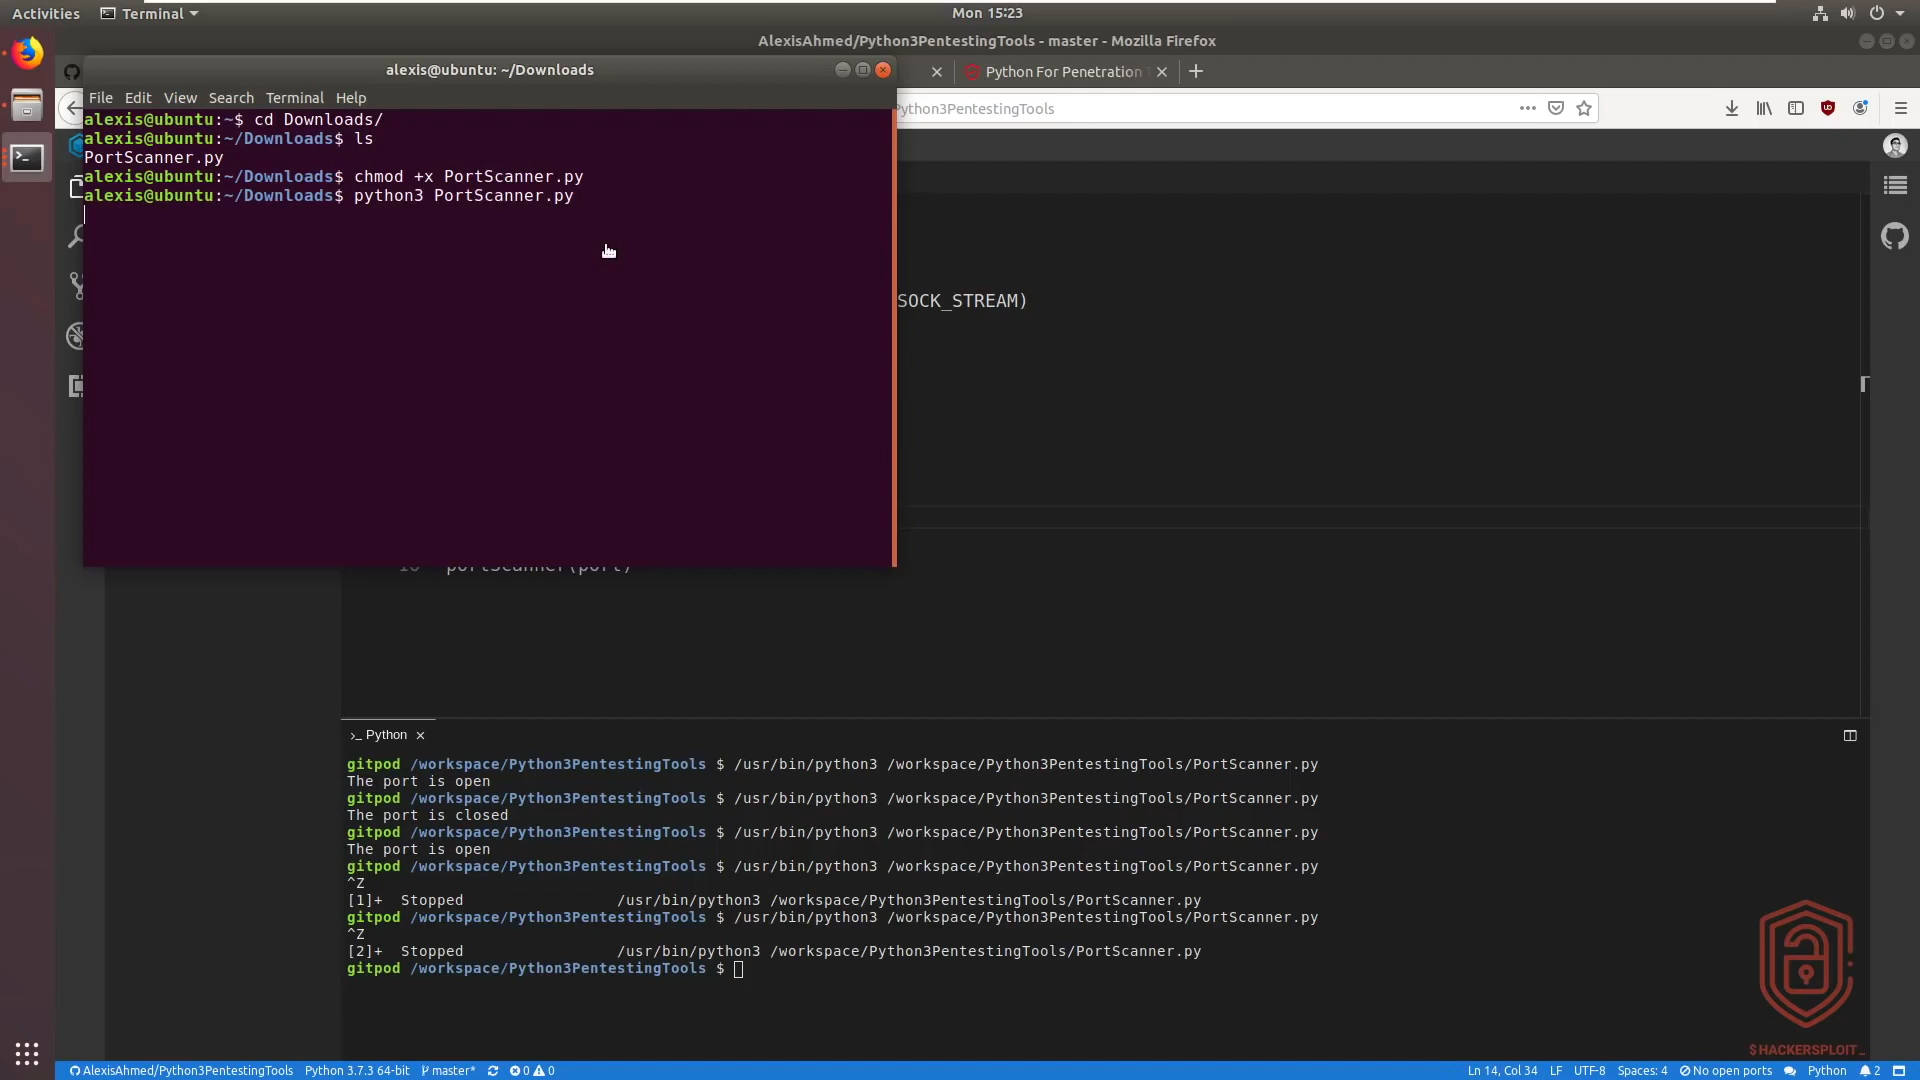 Activities Terminal Mon 15:23
AlexisAhmed/Python3PentestingTools - master - Mozilla Firefox
alexis@ubuntu: ~/Downloads
Python For Penetration
File Edit View Search Terminal Help
Python3PentestingTools
alexis@ubuntu:~$ cd Downloads/
alexis@ubuntu:~/Downloads$ ls
PortScanner.py
alexis@ubuntu:~/Downloads$ chmod +x PortScanner.py
alexis@ubuntu:~/Downloads$ python3 PortScanner.py
SOCK_STREAM)
portScanner(port)
>_ Python
gitpod /workspace/Python3PentestingTools $ /usr/bin/python3 /workspace/Python3PentestingTools/PortScanner.py
The port is open
gitpod /workspace/Python3PentestingTools $ /usr/bin/python3 /workspace/Python3PentestingTools/PortScanner.py
The port is closed
gitpod /workspace/Python3PentestingTools $ /usr/bin/python3 /workspace/Python3PentestingTools/PortScanner.py
The port is open
gitpod /workspace/Python3PentestingTools $ /usr/bin/python3 /workspace/Python3PentestingTools/PortScanner.py
^Z
[1]+ Stopped /usr/bin/python3 /workspace/Python3PentestingTools/PortScanner.py
gitpod /workspace/Python3PentestingTools $ /usr/bin/python3 /workspace/Python3PentestingTools/PortScanner.py
^Z
[2]+ Stopped /usr/bin/python3 /workspace/Python3PentestingTools/PortScanner.py
gitpod /workspace/Python3PentestingTools $
$HACKERSPLOIT_
AlexisAhmed/Python3PentestingTools Python 3.7.3 64-bit master* 0 0 Ln 14, Col 34 LF UTF-8 Spaces: 4 No open ports Python 2